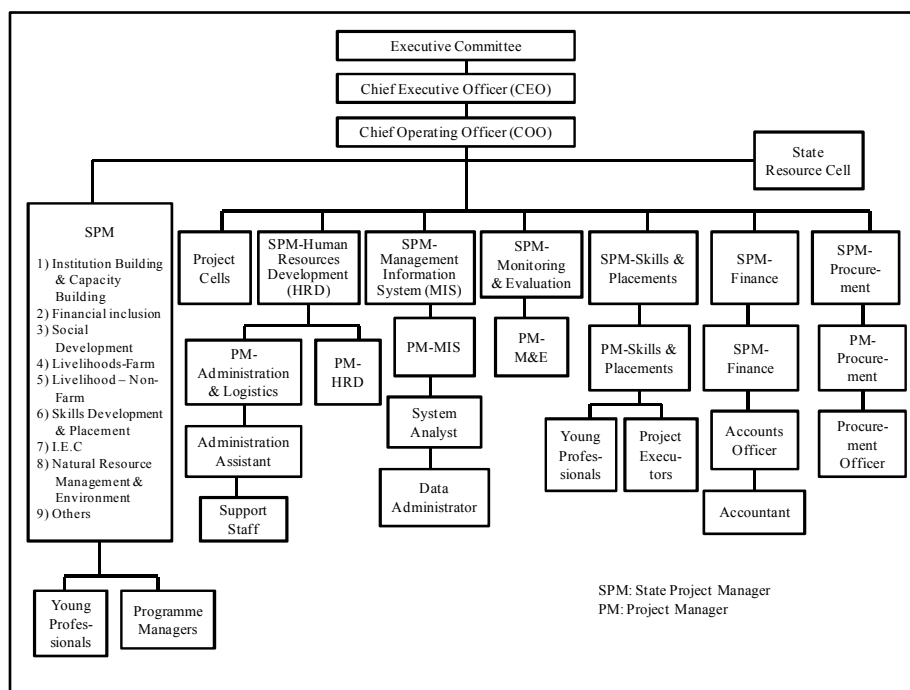 Executive Committee
Chief Executive Officer (CEO)
Chief Operating Officer (COO)
State
Resource Cell
SPM
1) Institution Building
& Capacity
Building
2) Financial inclusion
3) Social
Development
4) Livelihoods-Farm
5) Livelihood – Non-
Farm
6) Skills Development
& Placement
7) I.E.C
8) Natural Resource
Management &
Environment
9) Others
Young
Profes-
sionals
Programme
Managers
Project
Cells
SPM-Human
Resources
Development
(HRD)
PM-
Administration
& Logistics
PM-
HRD
Administration
Assistant
Support
Staff
SPM-
Management
Information
System (MIS)
PM-MIS
System
Analyst
Data
Administrator
SPM-
Monitoring
& Evaluation
PM-
M&E
SPM-Skills &
Placements
PM-Skills &
Placements
Young
Profes-
sionals
Project
Execu-
tors
SPM-
Finance
SPM-
Finance
Accounts
Officer
Accountant
SPM-
Procure-
ment
PM-
Procure-
ment
Procure-
ment
Officer
SPM: State Project Manager
PM: Project Manager